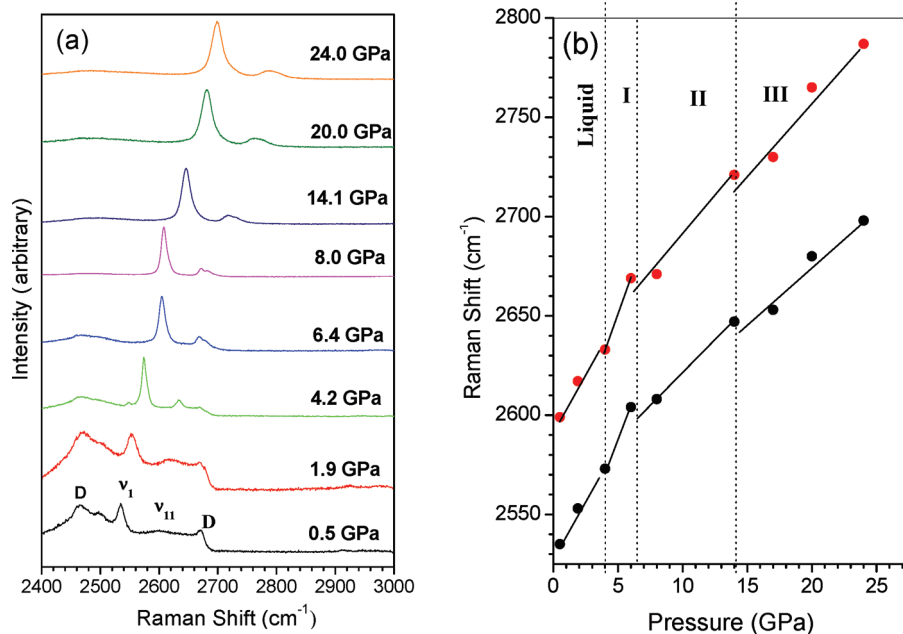 (a)
24.0 GPa
20.0 GPa
14.1 GPa
8.0 GPa
6.4 GPa
4.2 GPa
1.9 GPa
0.5 GPa
D
ν1
ν11
D
Intensity (arbitrary)
2400 2500 2600 2700 2800 2900 3000
Raman Shift (cm-1)
(b)
Liquid
I
II
III
2800
2750
2700
2650
2600
2550
Raman Shift (cm-1)
0 5 10 15 20 25
Pressure (GPa)